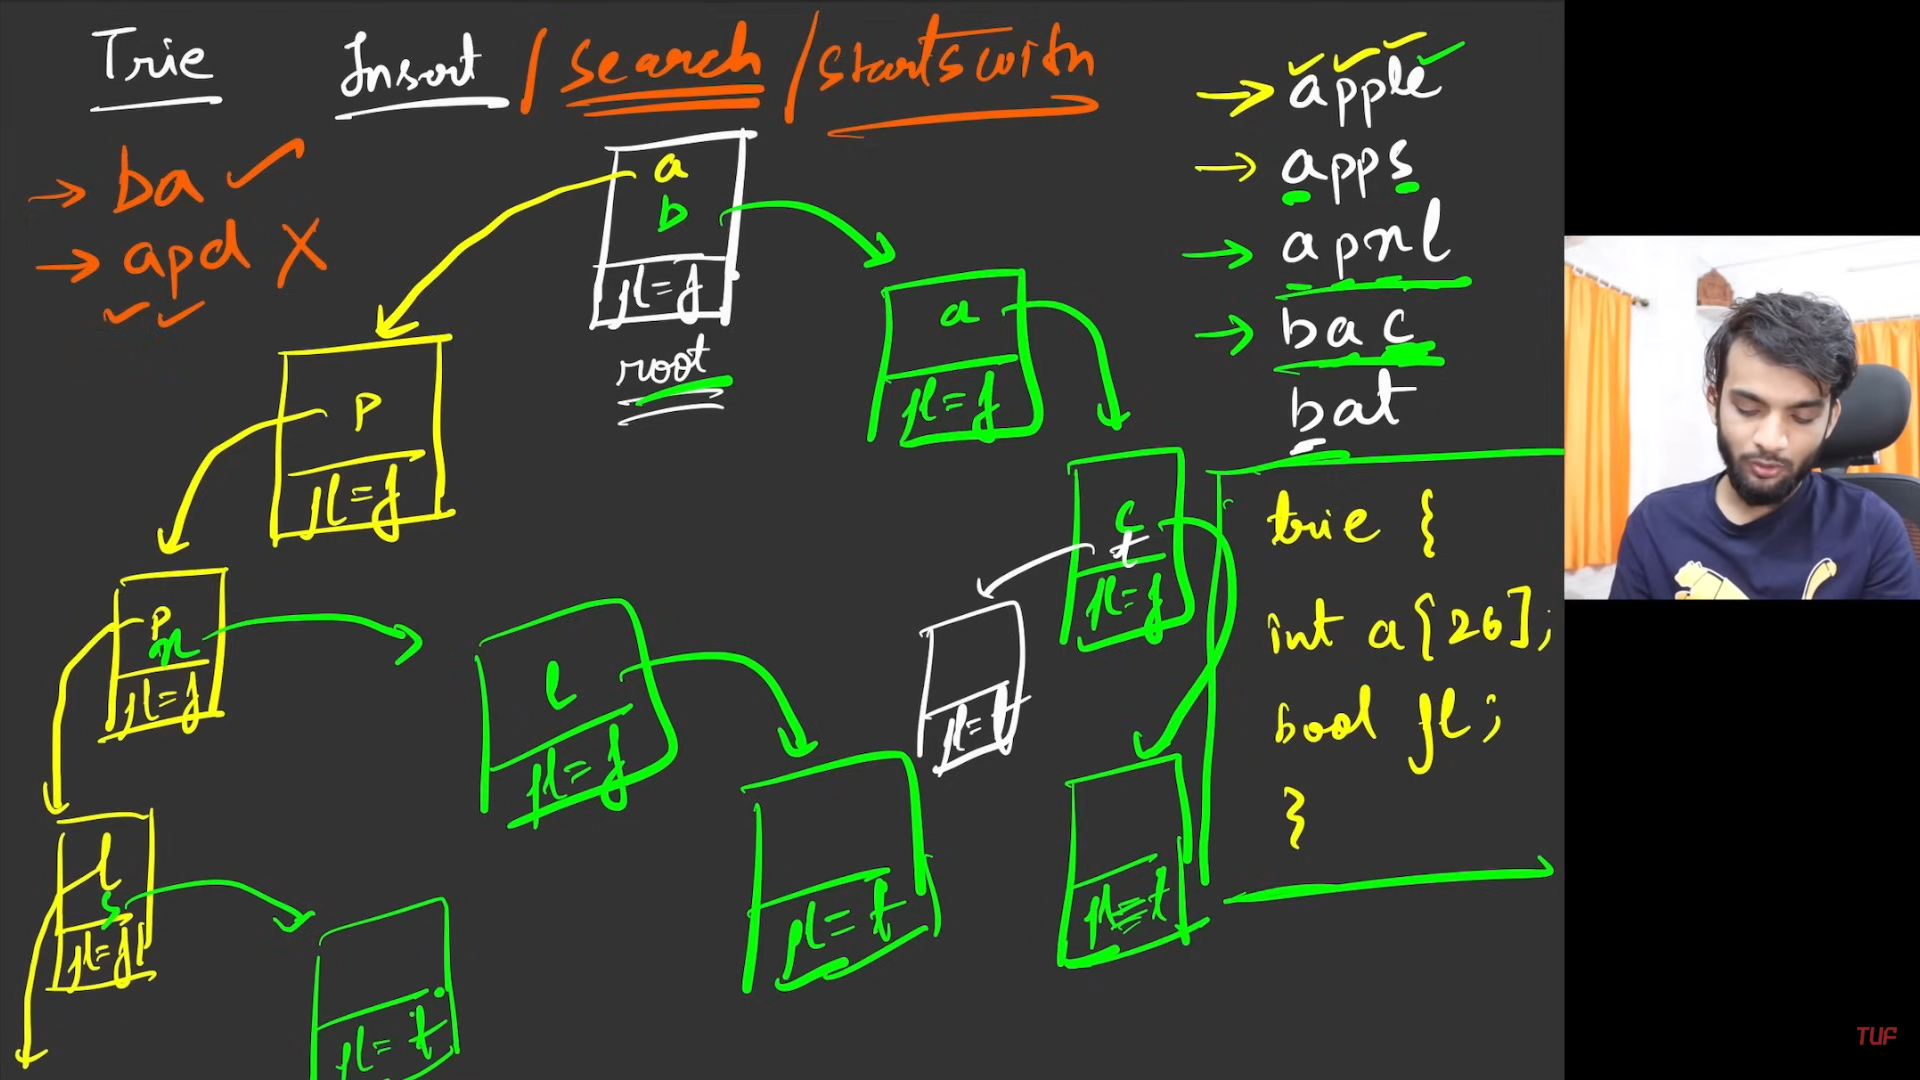 Trie Insert / search / startswith
→ ba ✓
→ apd X
→ apple
→ apps
→ apxl
→ bac
bat
a
b
fl=f
root
a
fl=f
p
fl=f
c
t
fl=f
p
x
fl=f
l
fl=f
fl=t
l
s
fl=f
fl=t
fl=t
fl=t
trie {
int a[26];
bool fl;
}
TUF